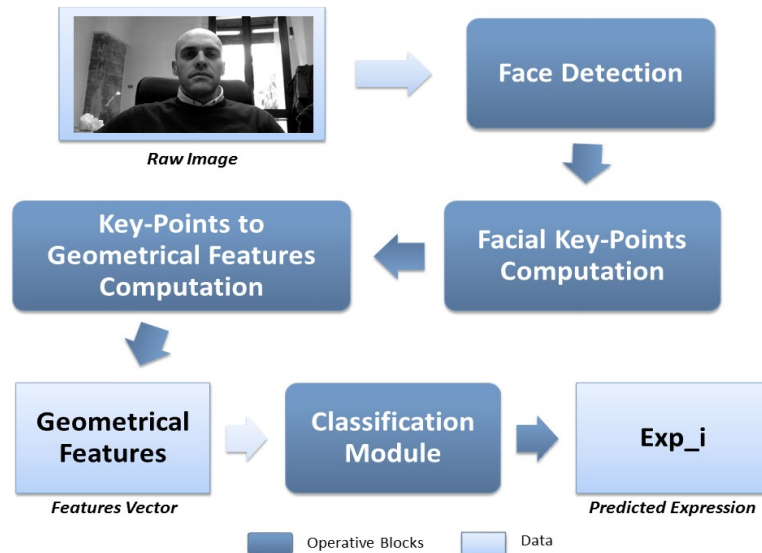 Face Detection
Raw Image
Key-Points to
Geometrical Features
Computation
Facial Key-Points
Computation
Geometrical
Features
Features Vector
Classification
Module
Exp_i
Predicted Expression
Operative Blocks
Data